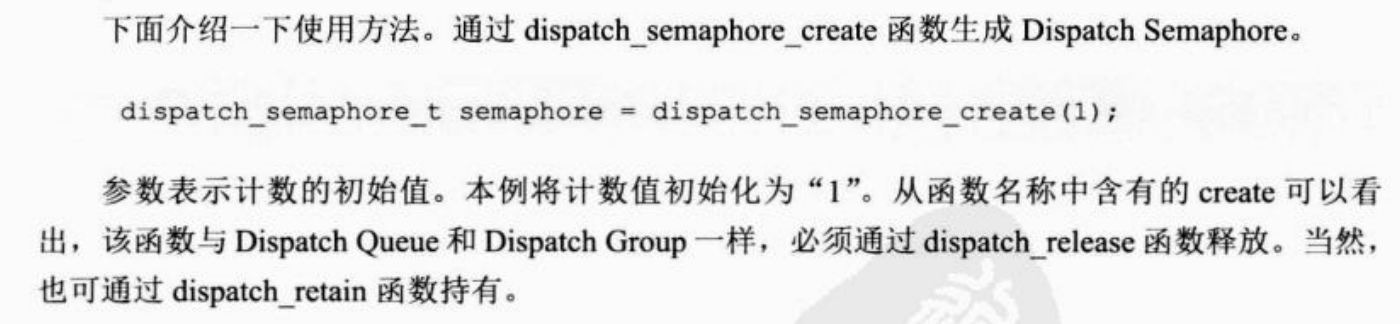 下面介绍一下使用方法。通过 dispatch_semaphore_create 函数生成 Dispatch Semaphore。
dispatch_semaphore_t semaphore = dispatch_semaphore_create(1);
参数表示计数的初始值。本例将计数值初始化为“1”。从函数名称中含有的 create 可以看
出，该函数与 Dispatch Queue 和 Dispatch Group 一样，必须通过 dispatch_release 函数释放。当然，
也可通过 dispatch_retain 函数持有。